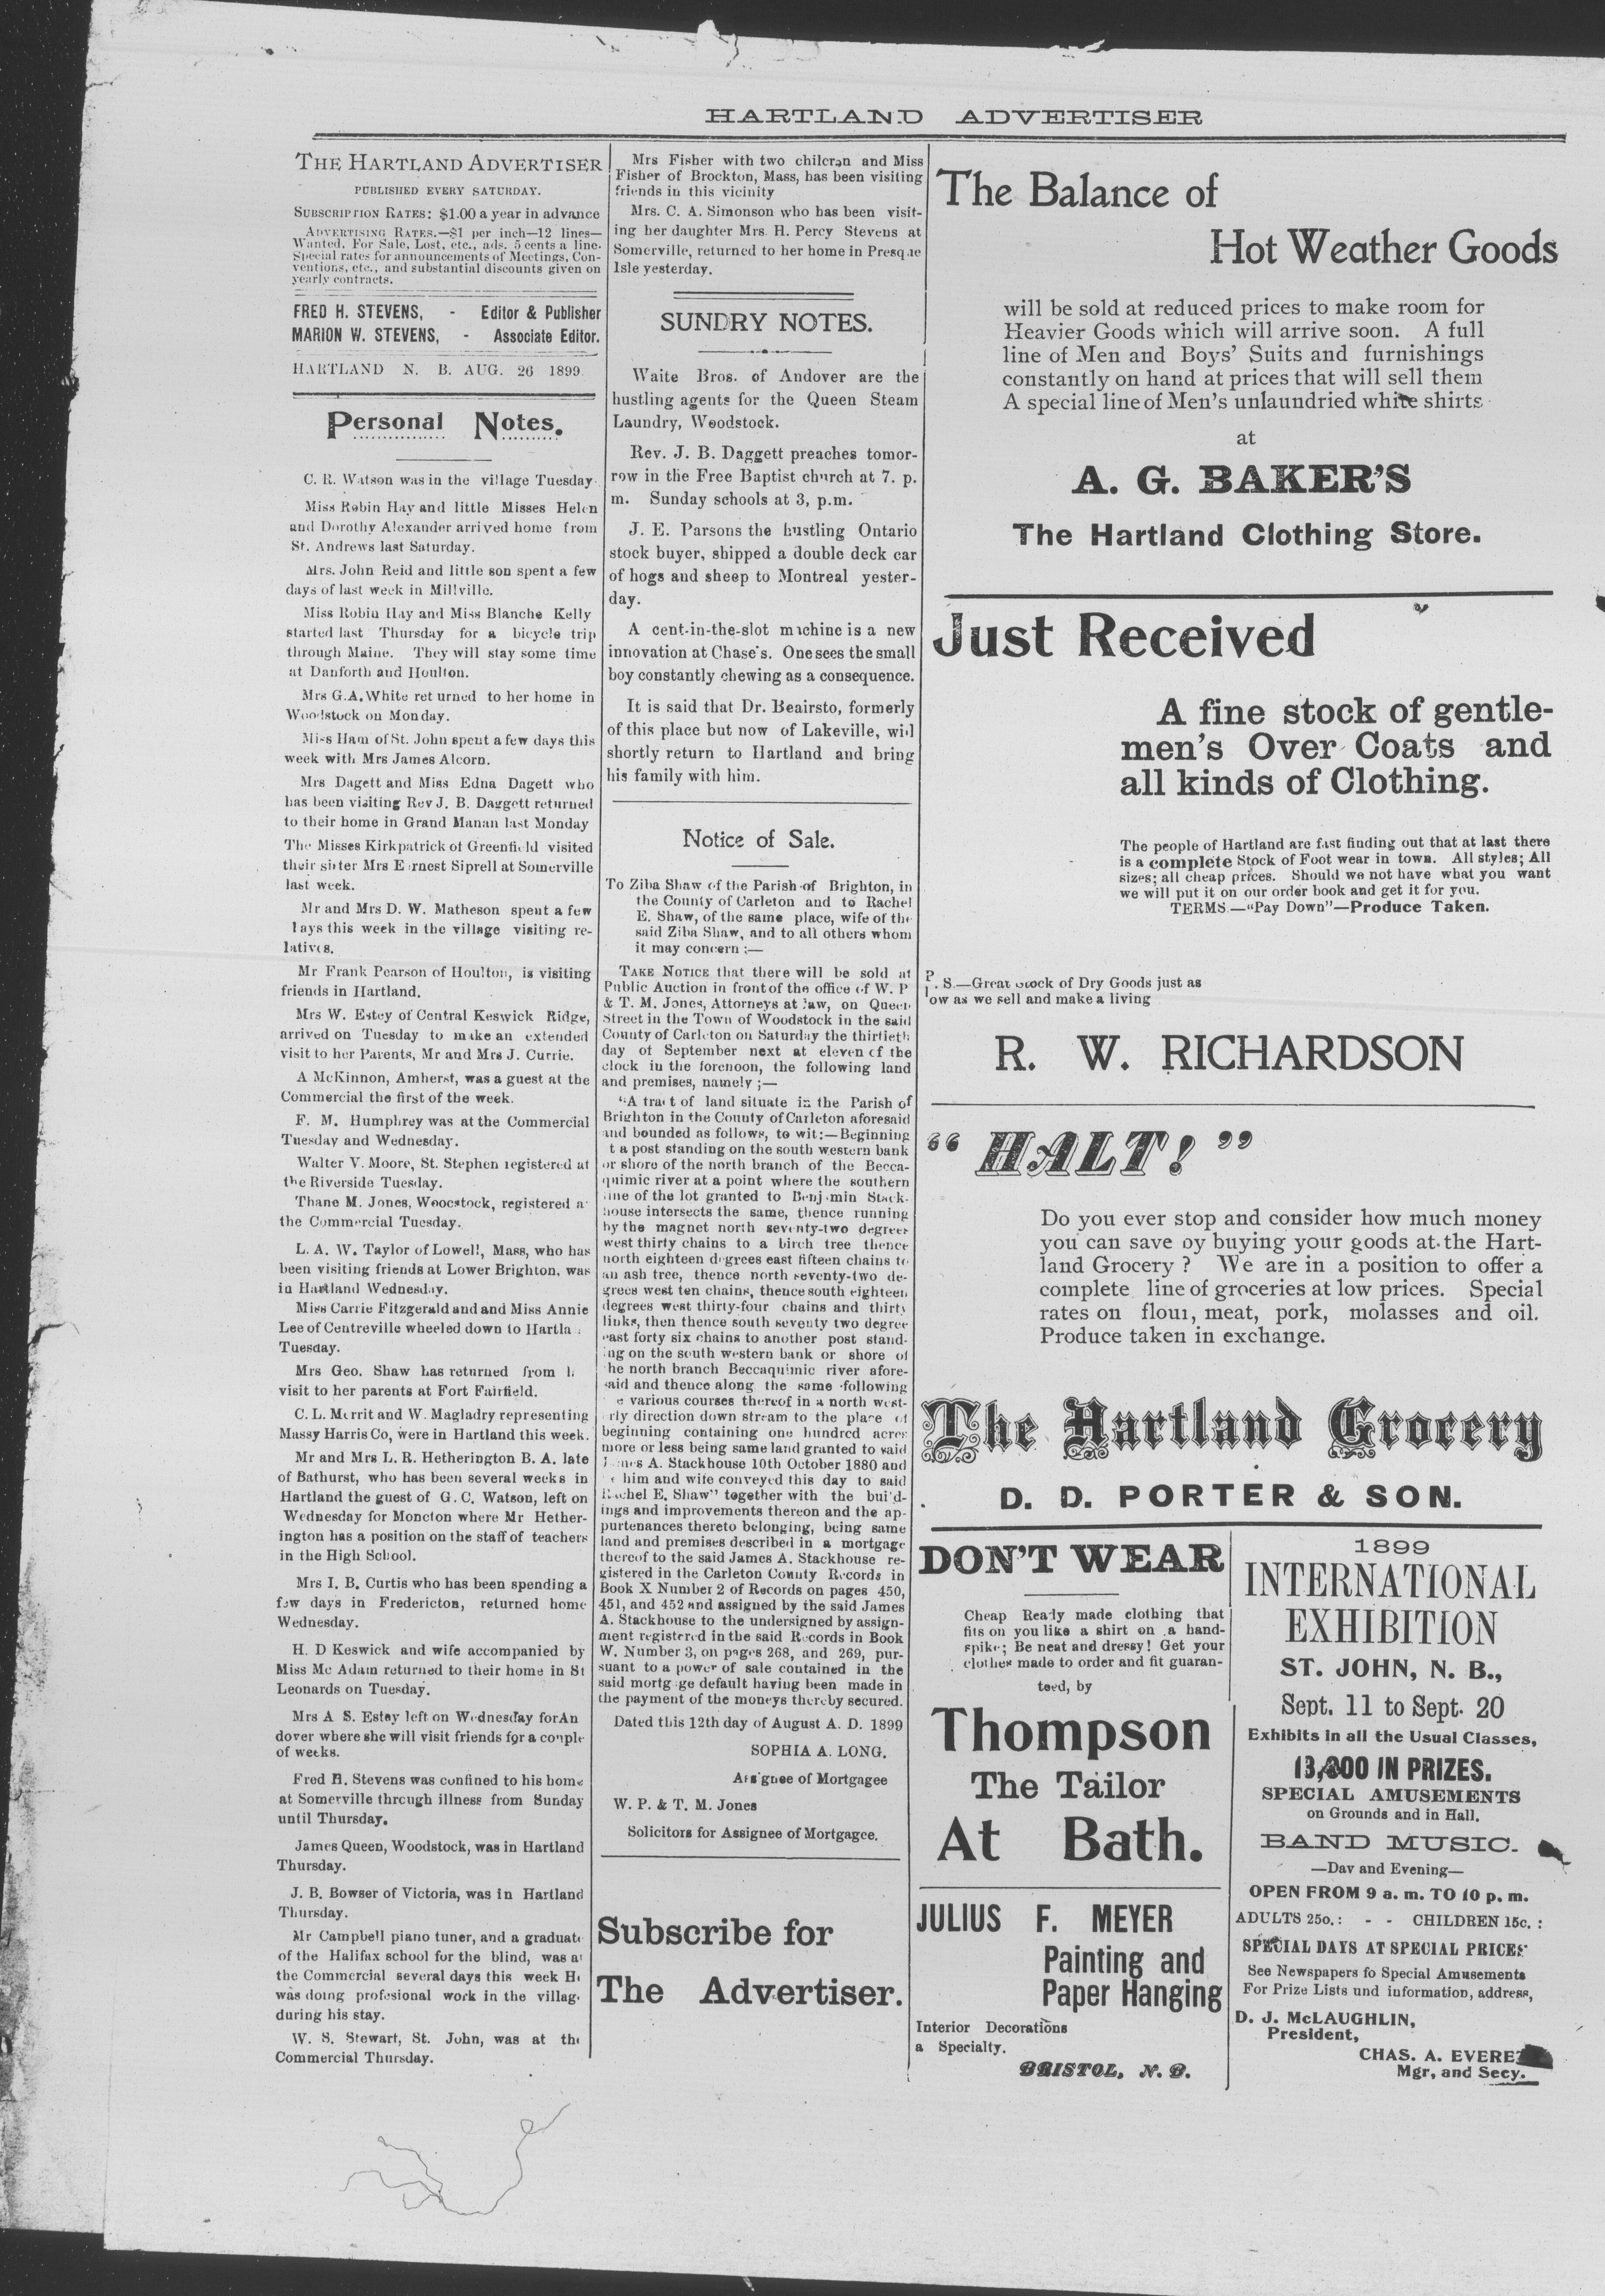 HARTLAND ADVERTISER
THE HARTLAND ADVERTISER
PUBLISHED EVERY SATURDAY.
SUBSCRIPTION RATES: $1.00 a year in advance
ADVERTISING RATES.—$1 per inch—12 lines—
Wanted, For Sale, Lost, etc., ads. 5 cents a line.
Special rates for announcements of Meetings, Con-
ventions, etc., and substantial discounts given on
yearly contracts.
FRED H. STEVENS, - Editor & Publisher
MARION W. STEVENS, - Associate Editor.
HARTLAND N. B. AUG. 26 1899.
Personal Notes.
C. R. Watson was in the village Tuesday.
Miss Robin Hay and little Misses Helen
and Dorothy Alexander arrived home from
St. Andrews last Saturday.
Mrs. John Reid and little son spent a few
days of last week in Millville.
Miss Robin Hay and Miss Blanche Kelly
started last Thursday for a bicycle trip
through Maine. They will stay some time
at Danforth and Houlton.
Mrs G. A. White returned to her home in
Woodstock on Monday.
Miss Ham of St. John spent a few days this
week with Mrs James Alcorn.
Mrs Dagett and Miss Edna Dagett who
has been visiting Rev J. B. Daggett returned
to their home in Grand Manan last Monday
The Misses Kirkpatrick of Greenfield visited
their sister Mrs Ernest Siprell at Somerville
last week.
Mr and Mrs D. W. Matheson spent a few
lays this week in the village visiting re-
latives.
Mr Frank Pearson of Houlton, is visiting
friends in Hartland.
Mrs W. Estey of Central Keswick Ridge,
arrived on Tuesday to make an extended
visit to her Parents, Mr and Mrs J. Currie.
A McKinnon, Amherst, was a guest at the
Commercial the first of the week.
F. M. Humphrey was at the Commercial
Tuesday and Wednesday.
Walter V. Moore, St. Stephen registered at
the Riverside Tuesday.
Thane M. Jones, Woocstock, registered a
the Commercial Tuesday.
L. A. W. Taylor of Lowell, Mass, who has
been visiting friends at Lower Brighton, was
in Hartland Wednesday.
Miss Carrie Fitzgerald and and Miss Annie
Lee of Centreville wheeled down to Hartla
Tuesday.
Mrs Geo. Shaw has returned from
visit to her parents at Fort Fairfield.
C. L. Merrit and W. Magladry representing
Massy Harris Co, were in Hartland this week.
Mr and Mrs L. R. Hetherington B. A. late
of Bathurst, who has been several weeks in
Hartland the guest of G. C. Watson, left on
Wednesday for Moncton where Mr Hether-
ington has a position on the staff of teachers
in the High School.
Mrs I. B. Curtis who has been spending a
few days in Fredericton, returned home
Wednesday.
H. D Keswick and wife accompanied by
Miss Mc Adam returned to their home in St
Leonards on Tuesday.
Mrs A S. Estey left on Wednesday for An
dover where she will visit friends for a couple
of weeks.
Fred H. Stevens was confined to his home
at Somerville thrcugh illness from Sunday
until Thursday.
James Queen, Woodstock, was in Hartland
Thursday.
J. B. Bowser of Victoria, was in Hartland
Thursday.
Mr Campbell piano tuner, and a graduate
of the Halifax school for the blind, was at
the Commercial several days this week He
was doing profesional work in the villag
during his stay.
W. S. Stewart, St. John, was at the
Commercial Thursday.
Mrs Fisher with two chilcran and Miss
Fisher of Brockton, Mass, has been visiting
friends in this vicinity
Mrs. C. A. Simonson who has been visit-
ing her daughter Mrs. H. Percy Stevens at
Somerville, returned to her home in Presque
Isle yesterday.
SUNDRY NOTES.
Waite Bros. of Andover are the
hustling agents for the Queen Steam
Laundry, Woodstock.
Rev. J. B. Daggett preaches tomor-
row in the Free Baptist church at 7. p.
m. Sunday schools at 3, p.m.
J. E. Parsons the hustling Ontario
stock buyer, shipped a double deck car
of hogs and sheep to Montreal yester-
day.
A cent-in-the-slot machine is a new
innovation at Chase's. One sees the small
boy constantly chewing as a consequence.
It is said that Dr. Beairsto, formerly
of this place but now of Lakeville, will
shortly return to Hartland and bring
his family with him.
Notice of Sale.
To Ziba Shaw of the Parish of Brighton, in
the County of Carleton and to Rachel
E. Shaw, of the same place, wife of the
said Ziba Shaw, and to all others whom
it may concern ;—
TAKE NOTICE that there will be sold at
Public Auction in front of the office of W. P
& T. M. Jones, Attorneys at law, on Queen
Street in the Town of Woodstock in the said
County of Carleton on Saturday the thirtieth
day of September next at eleven of the
clock in the forenoon, the following land
and premises, namely ;—
"A tract of land situate in the Parish of
Brighton in the County of Carleton aforesaid
and bounded as follows, to wit:—Beginning
t a post standing on the south western bank
or shore of the north branch of the Becca-
quimic river at a point where the southern
line of the lot granted to Benjamin Stack-
house intersects the same, thence running
by the magnet north seventy-two degrees
west thirty chains to a birch tree thence
north eighteen degrees east fifteen chains to
an ash tree, thence north seventy-two de-
grees west ten chains, thence south eighteen
degrees west thirty-four chains and thirty
links, then thence south seventy two degree
east forty six chains to another post stand-
ing on the south western bank or shore of
the north branch Beccaquimic river afore-
said and thence along the same following
various courses thereof in a north west-
erly direction down stream to the place of
beginning containing one hundred acres
more or less being same land granted to said
James A. Stackhouse 10th October 1880 and
him and wife conveyed this day to said
Rachel E. Shaw" together with the build-
ings and improvements thereon and the ap-
purtenances thereto belonging, being same
land and premises described in a mortgage
thereof to the said James A. Stackhouse re-
gistered in the Carleton County Records in
Book X Number 2 of Records on pages 450,
451, and 452 and assigned by the said James
A. Stackhouse to the undersigned by assign-
ment registered in the said Records in Book
W. Number 3, on pages 268, and 269, pur-
suant to a power of sale contained in the
said mortgage default having been made in
the payment of the moneys thereby secured.
Dated this 12th day of August A. D. 1899
SOPHIA A. LONG,
Assignee of Mortgagee
W. P. & T. M. Jones
Solicitors for Assignee of Mortgagee.
Subscribe for
The Advertiser.
The Balance of
Hot Weather Goods
will be sold at reduced prices to make room for
Heavier Goods which will arrive soon. A full
line of Men and Boys' Suits and furnishings
constantly on hand at prices that will sell them
A special line of Men's unlaundried white shirts
at
A. G. BAKER'S
The Hartland Clothing Store.
Just Received
A fine stock of gentle-
men's Over Coats and
all kinds of Clothing.
The people of Hartland are fast finding out that at last there
is a complete Stock of Foot wear in town. All styles; All
sizes; all cheap prices. Should we not have what you want
we will put it on our order book and get it for you.
TERMS—"Pay Down"—Produce Taken.
P. S.—Great stock of Dry Goods just as
low as we sell and make a living
R. W. RICHARDSON
"HALT!"
Do you ever stop and consider how much money
you can save by buying your goods at the Hart-
land Grocery ? We are in a position to offer a
complete line of groceries at low prices. Special
rates on flour, meat, pork, molasses and oil.
Produce taken in exchange.
The Hartland Grocery
D. D. PORTER & SON.
DON'T WEAR
Cheap Ready made clothing that
fits on you like a shirt on a hand-
spike; Be neat and dressy! Get your
clothes made to order and fit guaran-
teed, by
Thompson
The Tailor
At Bath.
JULIUS F. MEYER
Painting and
Paper Hanging
Interior Decorations
a Specialty.
BRISTOL, N. B.
1899
INTERNATIONAL
EXHIBITION
ST. JOHN, N. B.,
Sept. 11 to Sept. 20
Exhibits in all the Usual Classes,
IN PRIZES.
SPECIAL AMUSEMENTS
on Grounds and in Hall.
BAND MUSIC.
—Day and Evening—
OPEN FROM 9 a. m. TO 10 p. m.
ADULTS 25c.: - - CHILDREN 15c. :
SPECIAL DAYS AT SPECIAL PRICES
See Newspapers fo Special Amusements
For Prize Lists und information, address,
D. J. McLAUGHLIN,
President,
CHAS. A. EVERE
Mgr, and Secy.